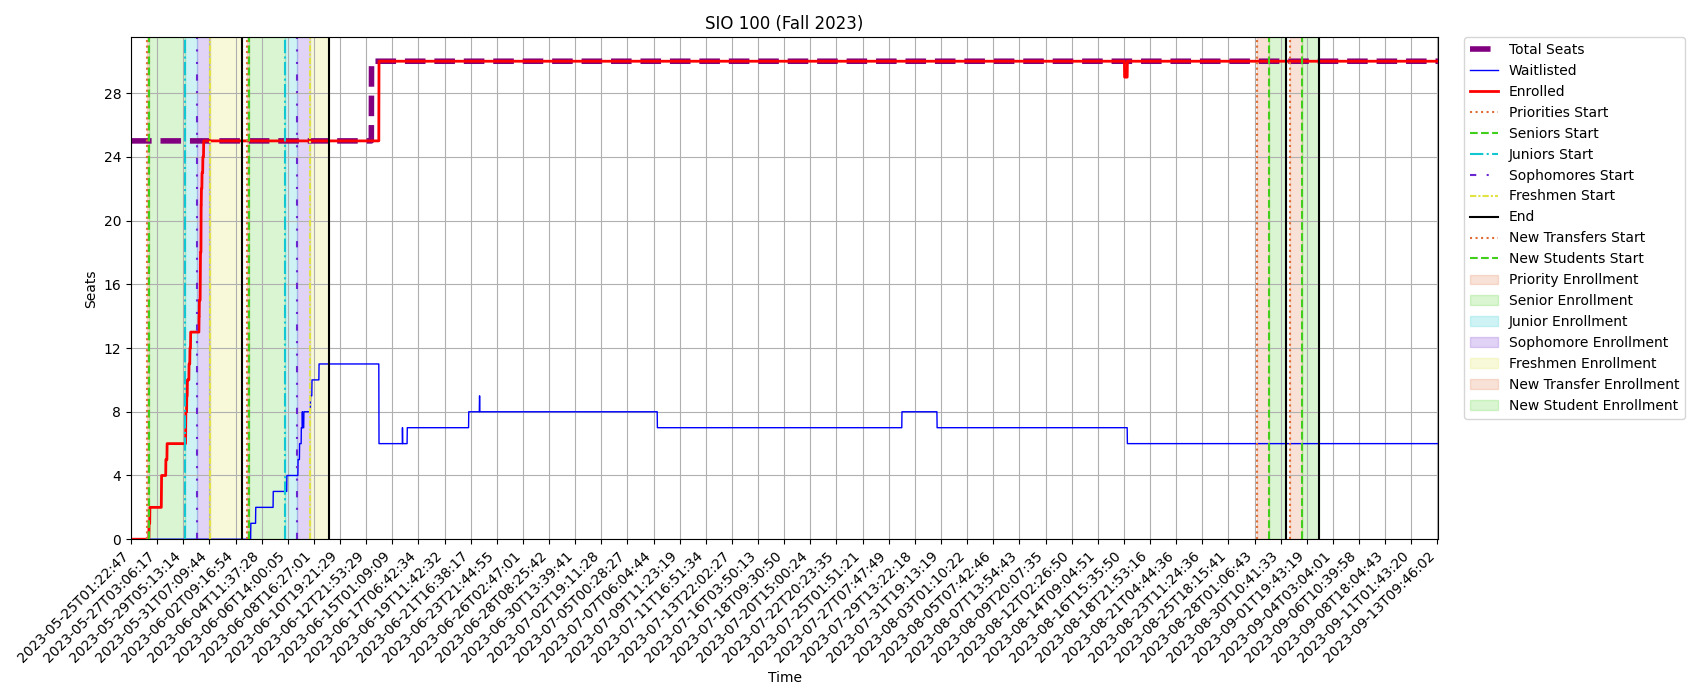 SIO 100 (Fall 2023)
Seats
28
24
20
16
12
8
4
0
2023-05-25T01:22:47
2023-05-27T03:06:17
2023-05-29T05:13:14
2023-05-31T07:09:44
2023-06-02T09:16:54
2023-06-04T11:37:28
2023-06-06T14:00:05
2023-06-08T16:27:01
2023-06-10T19:21:29
2023-06-12T21:53:29
2023-06-15T01:09:09
2023-06-17T06:42:34
2023-06-19T11:42:32
2023-06-21T16:38:17
2023-06-23T21:44:55
2023-06-26T02:47:01
2023-06-28T08:25:42
2023-06-30T13:39:41
2023-07-02T19:11:28
2023-07-05T00:28:27
2023-07-07T06:04:44
2023-07-09T11:23:19
2023-07-11T16:51:34
2023-07-13T22:02:27
2023-07-16T03:50:13
2023-07-18T09:30:50
2023-07-20T15:00:24
2023-07-22T20:23:35
2023-07-25T01:51:21
2023-07-27T07:47:49
2023-07-29T13:22:18
2023-07-31T19:13:19
2023-08-03T01:10:22
2023-08-05T07:42:46
2023-08-07T13:54:43
2023-08-09T20:07:35
2023-08-12T02:26:50
2023-08-14T09:04:51
2023-08-16T15:35:50
2023-08-18T21:53:16
2023-08-21T04:44:36
2023-08-23T11:24:36
2023-08-25T18:15:41
2023-08-28T01:06:43
2023-08-30T10:41:33
2023-09-01T19:43:19
2023-09-04T03:04:01
2023-09-06T10:39:58
2023-09-08T18:04:43
2023-09-11T01:43:20
2023-09-13T09:46:02
Time
Total Seats
Waitlisted
Enrolled
Priorities Start
Seniors Start
Juniors Start
Sophomores Start
Freshmen Start
End
New Transfers Start
New Students Start
Priority Enrollment
Senior Enrollment
Junior Enrollment
Sophomore Enrollment
Freshmen Enrollment
New Transfer Enrollment
New Student Enrollment